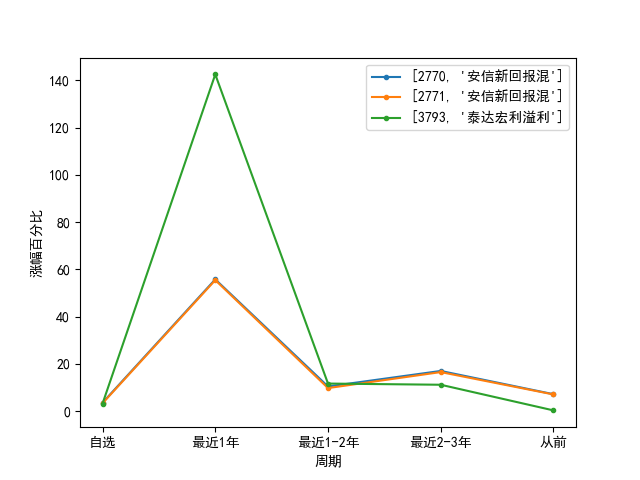 [2770, '安信新回报混']
[2771, '安信新回报混']
[3793, '泰达宏利溢利']
涨幅百分比
140
120
100
80
60
40
20
0
自选 最近1年 最近1-2年 最近2-3年 从前
周期